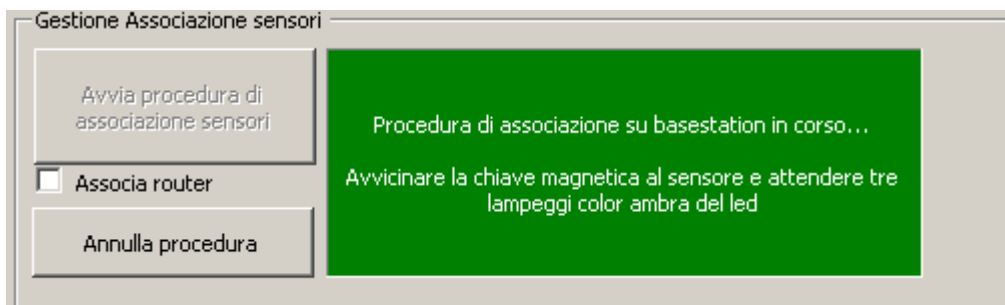 Gestione Associazione sensori
Avvia procedura di
associazione sensori
Procedura di associazione su basestation in corso...
Associa router
Avvicinare la chiave magnetica al sensore e attendere tre
lampeggi color ambra del led
Annulla procedura